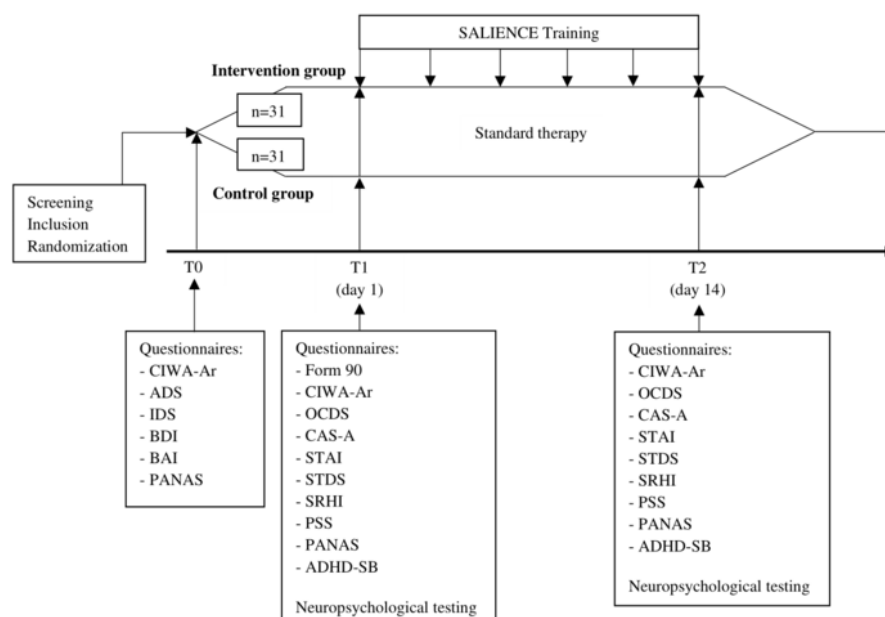 SALIENCE Training
Intervention group
n=31
Standard therapy
n=31
Control group
Screening
Inclusion
Randomization
T0
T1
(day 1)
T2
(day 14)
Questionnaires:
- CIWA-Ar
- ADS
- IDS
- BDI
- BAI
- PANAS
Questionnaires:
- Form 90
- CIWA-Ar
- OCDS
- CAS-A
- STAI
- STDS
- SRHI
- PSS
- PANAS
- ADHD-SB
Neuropsychological testing
Questionnaires:
- CIWA-Ar
- OCDS
- CAS-A
- STAI
- STDS
- SRHI
- PSS
- PANAS
- ADHD-SB
Neuropsychological testing